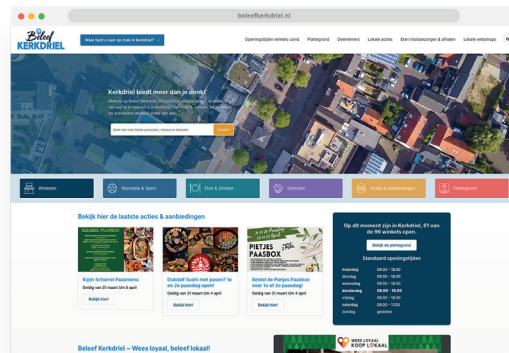 beleefkerkdriel.nl
Beleef
KERKDRIEL
Waar bent u naar op zoek in Kerkdriel?
Openingstijden winkels covid
Plattegrond
Deelnemers
Lokale acties
Eten thuisbezorgen & afhalen
Lokale webshops
Kerkdriel biedt meer dan je denkt
Zoeken
Winkelen
Recreatie & Sport
Eten & Drinken
Diensten
Acties & Aanbiedingen
Plattegrond
Bekijk hier de laatste acties & aanbiedingen
Op dit moment zijn in Kerkdriel, 61 van
de 96 winkels open.
Bekijk de plattegrond
Standaard openingstijden
maandag 09:00 - 18:00
dinsdag 09:00 - 18:00
woensdag 09:00 - 18:00
donderdag 09:00 - 18:00
vrijdag 09:00 - 18:00
zaterdag 09:00 - 17:00
zondag gesloten
PIETJES
PAASBOX
Kipon Scharrel Paasmenu
Geldig van 31 maart t/m 5 april
Bekijk hier!
Dubstalf Sushi met pasen? 1e
en 2e paasdag open!
Geldig van 31 maart t/m 4 april
Bekijk hier!
Bestel de Pietjes Paasbox
voor 1e of 2e paasdag!
Geldig van 31 maart t/m 4 april
Bekijk hier!
Beleef Kerkdriel – Wees loyaal, beleef lokaal!
WEES LOYAAL
KOOP LOKAAL